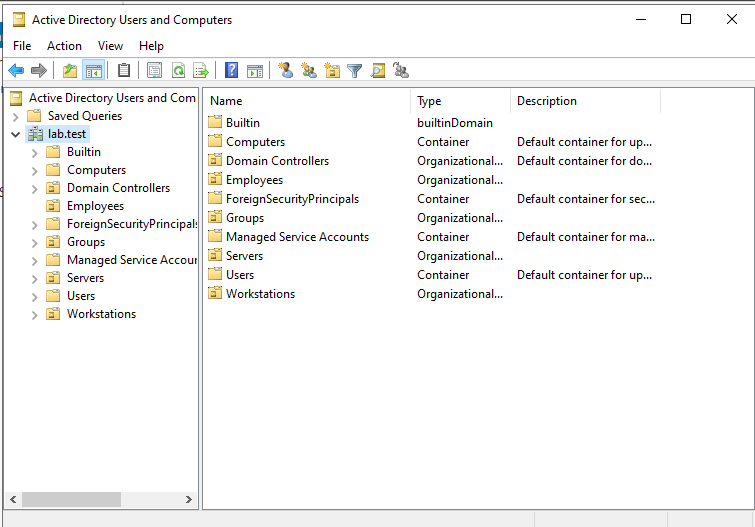 Active Directory Users and Computers
File Action View Help
Active Directory Users and Com
Saved Queries
lab.test
Builtin
Computers
Domain Controllers
Employees
ForeignSecurityPrincipals
Groups
Managed Service Accoun
Servers
Users
Workstations
Name Type Description
Builtin builtinDomain
Computers Container Default container for up...
Domain Controllers Organizational... Default container for do...
Employees Organizational...
ForeignSecurityPrincipals Container Default container for sec...
Groups Organizational...
Managed Service Accounts Container Default container for ma...
Servers Organizational...
Users Container Default container for up...
Workstations Organizational...